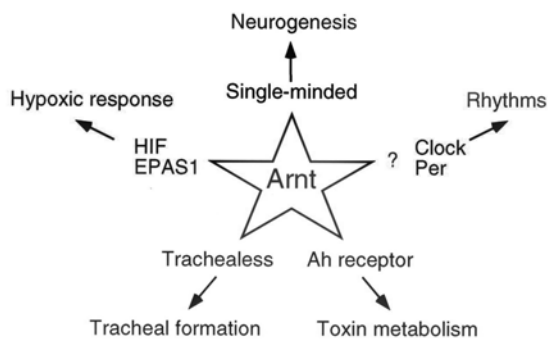 Neurogenesis
Single-minded
Hypoxic response
Rhythms
HIF
EPAS1
Arnt
?
Clock
Per
Trachealess
Ah receptor
Tracheal formation
Toxin metabolism